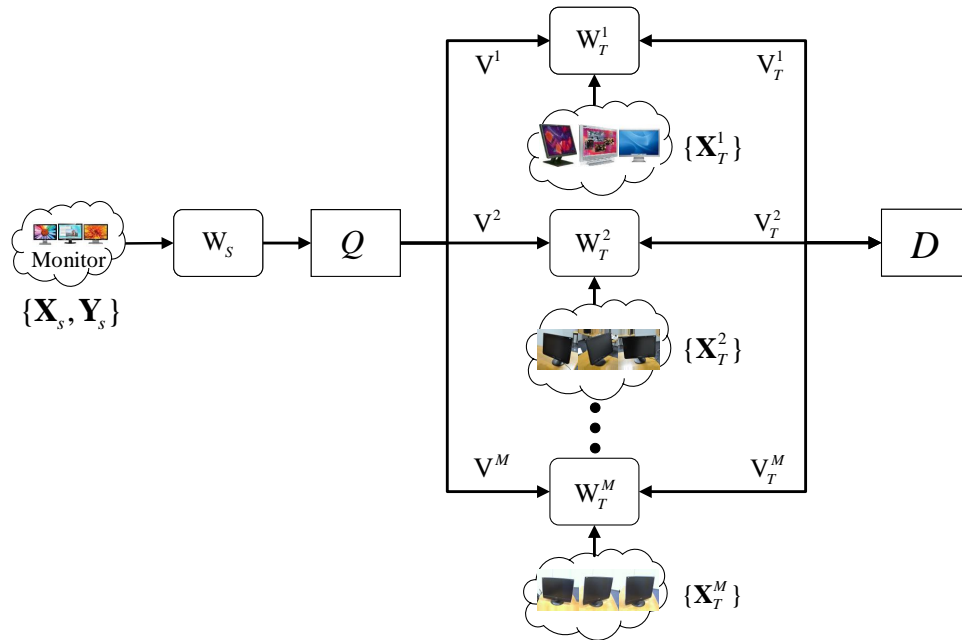 W_T^1
V^1
V_T^1
{X_T^1}
V^2
V_T^2
W_S
Q
W_T^2
D
Monitor
{X_s, Y_s}
{X_T^2}
V^M
V_T^M
W_T^M
{X_T^M}